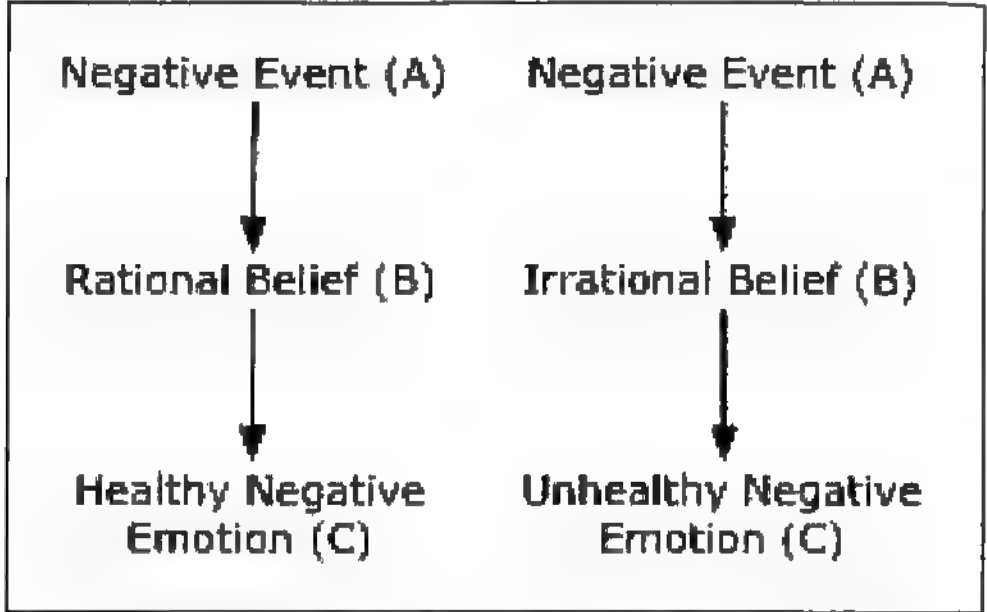 Negative Event (A)
Rational Belief (B)
Healthy Negative
Emotion (C)
Negative Event (A)
Irrational Belief (B)
Unhealthy Negative
Emotion (C)